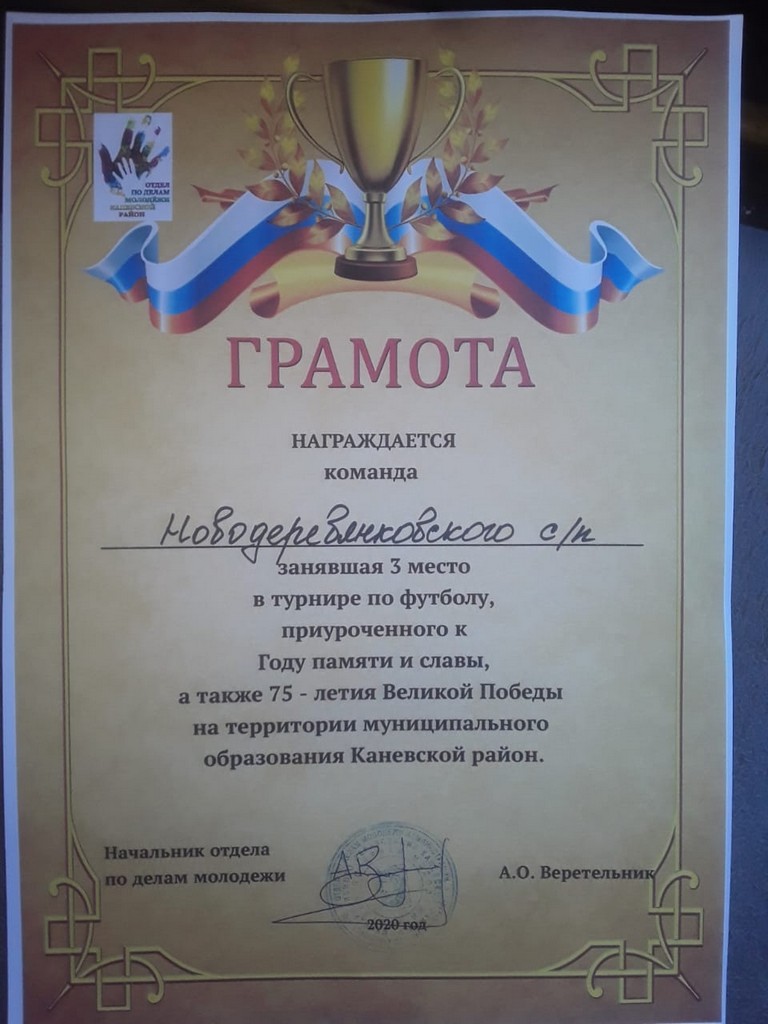 ОТДЕЛ
ПО ДЕЛАМ
МОЛОДЁЖИ
КАНЕВСКОЙ
РАЙОН
ГРАМОТА
НАГРАЖДАЕТСЯ
команда
Новодеревянковского с/п
занявшая 3 место
в турнире по футболу,
приуроченного к
Году памяти и славы,
а также 75 - летия Великой Победы
на территории муниципального
образования Каневской район.
Начальник отдела
по делам молодежи
А.О. Веретельник
2020 год